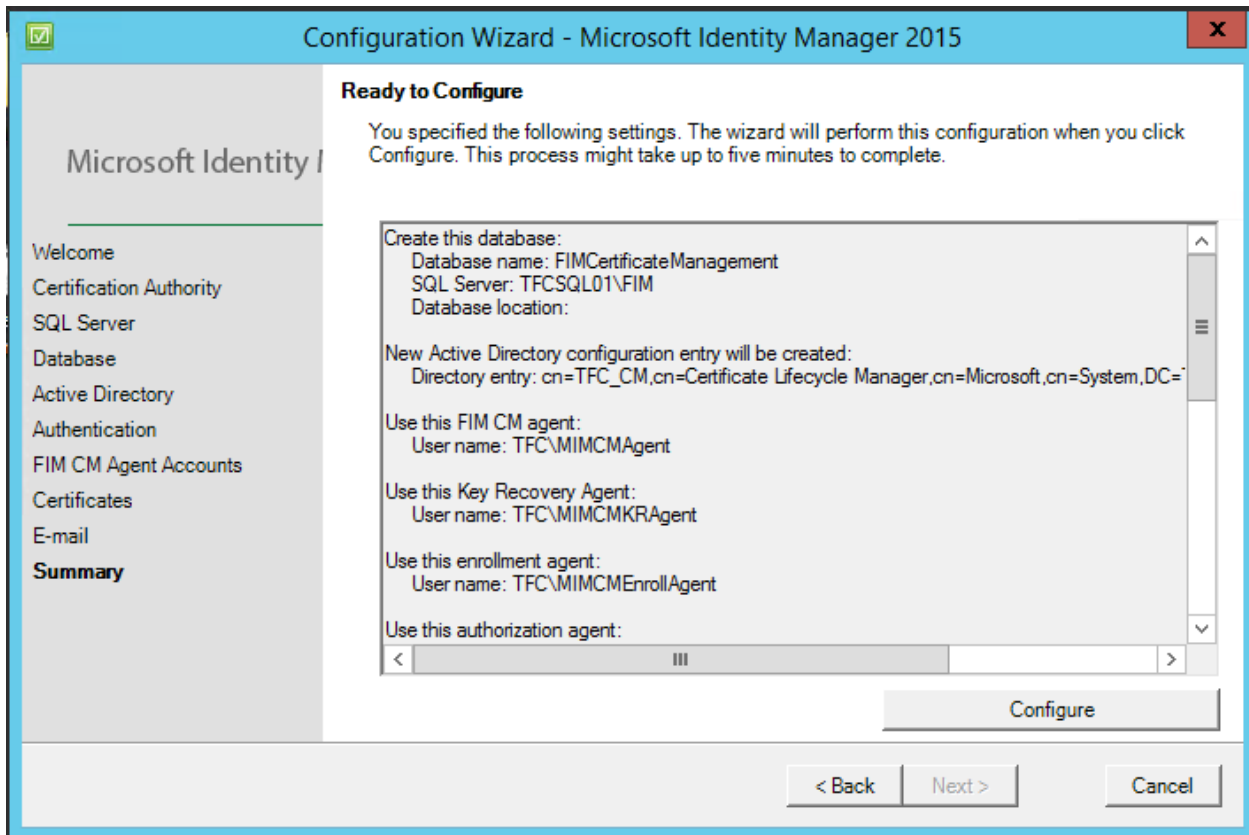 Configuration Wizard - Microsoft Identity Manager 2015
x
Ready to Configure
You specified the following settings. The wizard will perform this configuration when you click
Configure. This process might take up to five minutes to complete.
Microsoft Identity
Welcome
Certification Authority
SQL Server
Database
Active Directory
Authentication
FIM CM Agent Accounts
Certificates
E-mail
Summary
Create this database:
Database name: FIMCertificateManagement
SQL Server: TFCSQL01\FIM
Database location:
New Active Directory configuration entry will be created:
Directory entry: cn=TFC_CM,cn=Certificate Lifecycle Manager,cn=Microsoft,cn=System,DC=
Use this FIM CM agent:
User name: TFC\MIMCMAgent
Use this Key Recovery Agent:
User name: TFC\MIMCMKRAgent
Use this enrollment agent:
User name: TFC\MIMCMEnrollAgent
Use this authorization agent:
Configure
< Back
Next >
Cancel